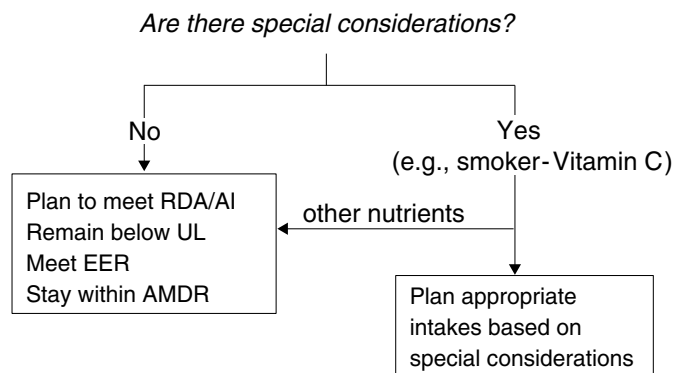 Are there special considerations?
No
Yes
(e.g., smoker-Vitamin C)
Plan to meet RDA/AI
Remain below UL
Meet EER
Stay within AMDR
other nutrients
Plan appropriate
intakes based on
special considerations